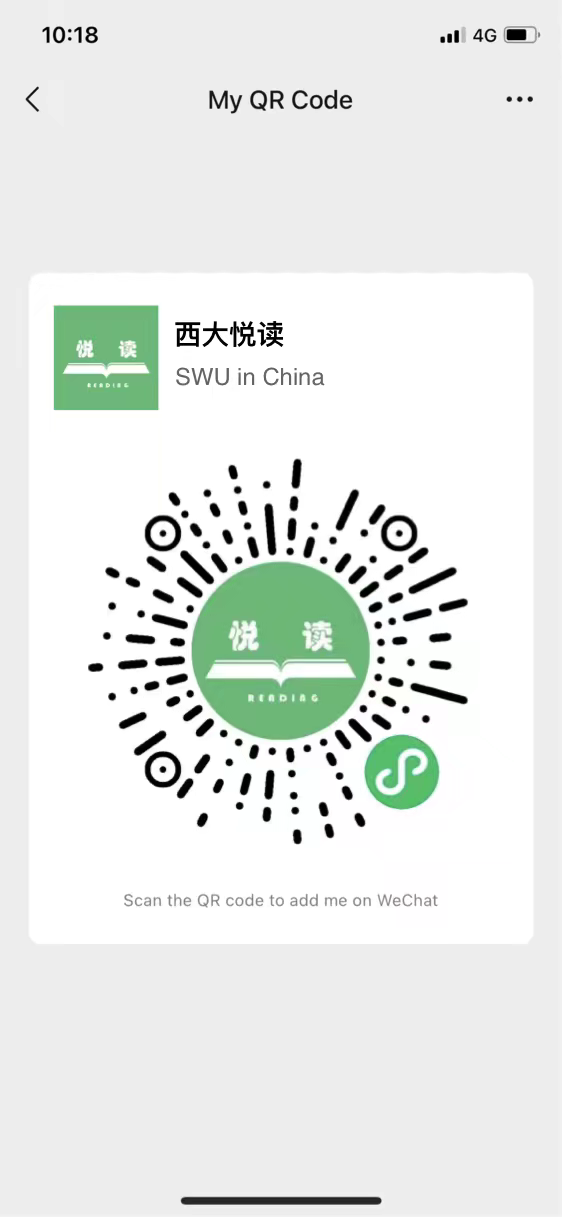 10:18
4G
My QR Code
悦 读
READING
西大悦读
SWU in China
悦 读
READING
Scan the QR code to add me on WeChat